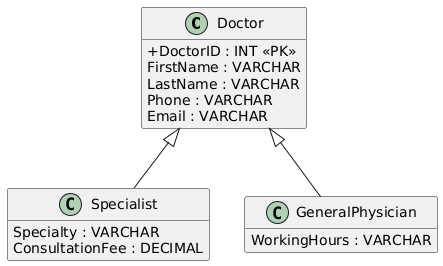 C Doctor
+DoctorID : INT «PK»
FirstName : VARCHAR
LastName : VARCHAR
Phone : VARCHAR
Email : VARCHAR
C Specialist
Specialty : VARCHAR
ConsultationFee : DECIMAL
C GeneralPhysician
WorkingHours : VARCHAR